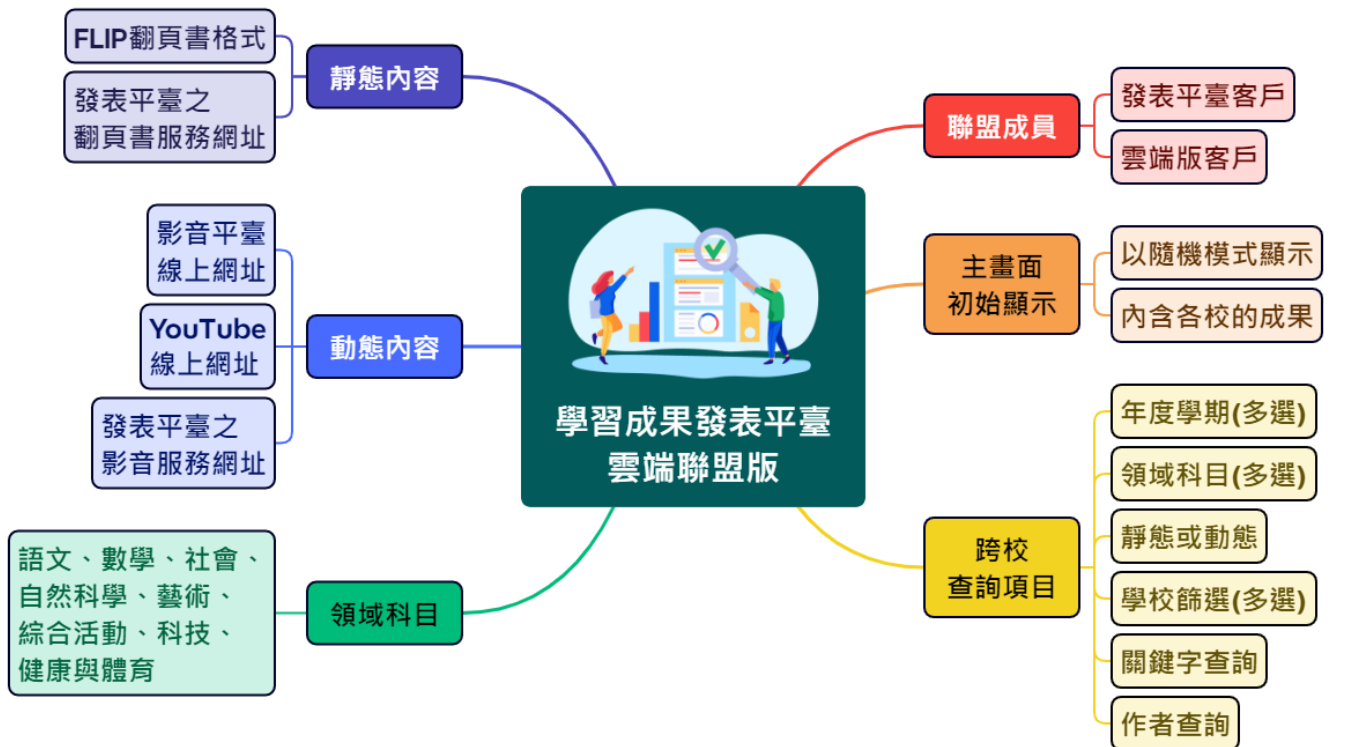 學習成果發表平臺
雲端聯盟版
靜態內容
FLIP翻頁書格式
發表平臺之
翻頁書服務網址
動態內容
影音平臺
線上網址
YouTube
線上網址
發表平臺之
影音服務網址
領域科目
語文、數學、社會、
自然科學、藝術、
綜合活動、科技、
健康與體育
聯盟成員
發表平臺客戶
雲端版客戶
主畫面
初始顯示
以隨機模式顯示
內含各校的成果
跨校
查詢項目
年度學期(多選)
領域科目(多選)
靜態或動態
學校篩選(多選)
關鍵字查詢
作者查詢